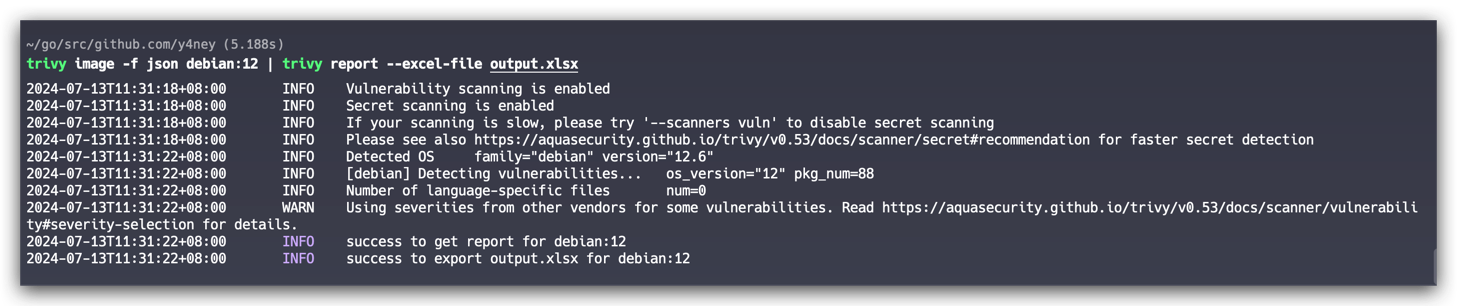 ~/go/src/github.com/y4ney (5.188s)
trivy image -f json debian:12 | trivy report --excel-file output.xlsx
2024-07-13T11:31:18+08:00 INFO Vulnerability scanning is enabled
2024-07-13T11:31:18+08:00 INFO Secret scanning is enabled
2024-07-13T11:31:18+08:00 INFO If your scanning is slow, please try '--scanners vuln' to disable secret scanning
2024-07-13T11:31:18+08:00 INFO Please see also https://aquasecurity.github.io/trivy/v0.53/docs/scanner/secret#recommendation for faster secret detection
2024-07-13T11:31:22+08:00 INFO Detected OS family="debian" version="12.6"
2024-07-13T11:31:22+08:00 INFO [debian] Detecting vulnerabilities... os_version="12" pkg_num=88
2024-07-13T11:31:22+08:00 INFO Number of language-specific files num=0
2024-07-13T11:31:22+08:00 WARN Using severities from other vendors for some vulnerabilities. Read https://aquasecurity.github.io/trivy/v0.53/docs/scanner/vulnerabili
ty#severity-selection for details.
2024-07-13T11:31:22+08:00 INFO success to get report for debian:12
2024-07-13T11:31:22+08:00 INFO success to export output.xlsx for debian:12